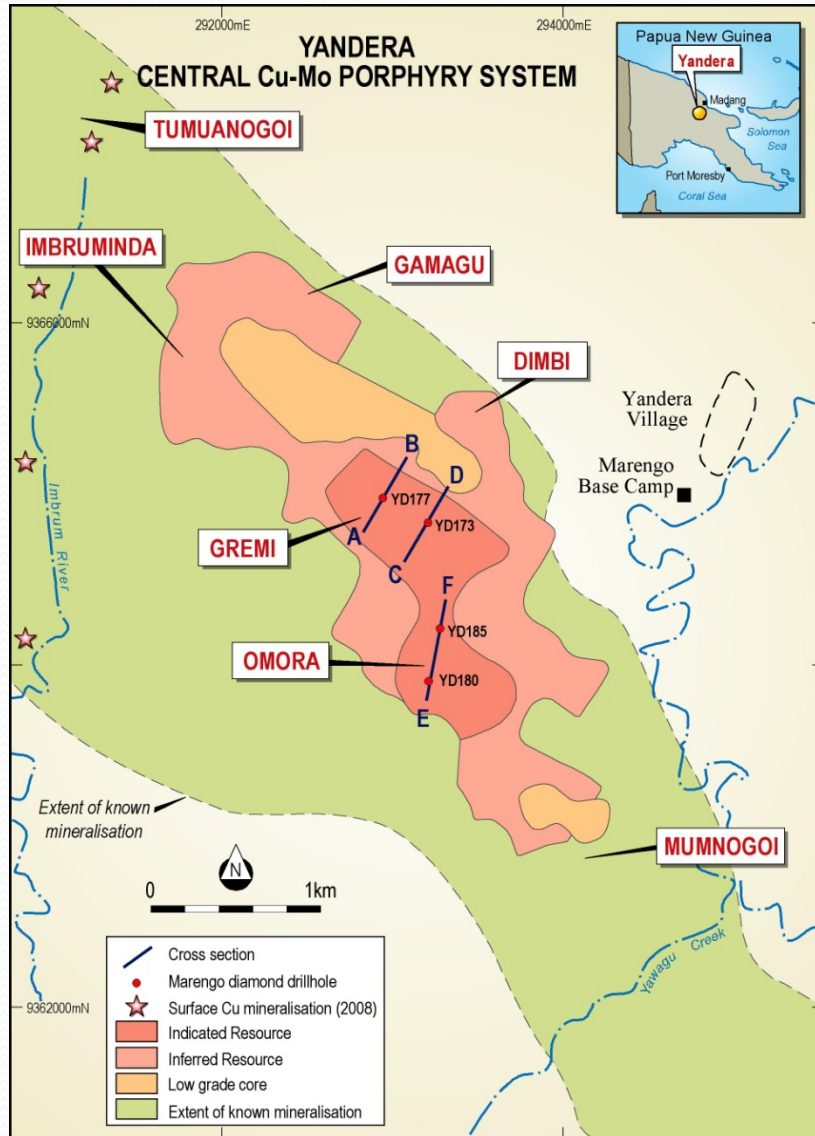 292000mE
294000mE
YANDERA
CENTRAL Cu-Mo PORPHYRY SYSTEM
Papua New Guinea
Yandera
Madang
Solomon
Sea
Port Moresby
Coral Sea
TUMUANOGOI
IMBRUMINDA
GAMAGU
9366000mN
DIMBI
Yandera
Village
Marengo
Base Camp
B
D
YD177
YD173
A
GREMI
C
F
Imbrum River
YD185
OMORA
YD180
E
Extent of known
mineralisation
MUMNOGOI
N
0
1km
Yawagu Creek
9362000mN
Cross section
Marengo diamond drillhole
Surface Cu mineralisation (2008)
Indicated Resource
Inferred Resource
Low grade core
Extent of known mineralisation